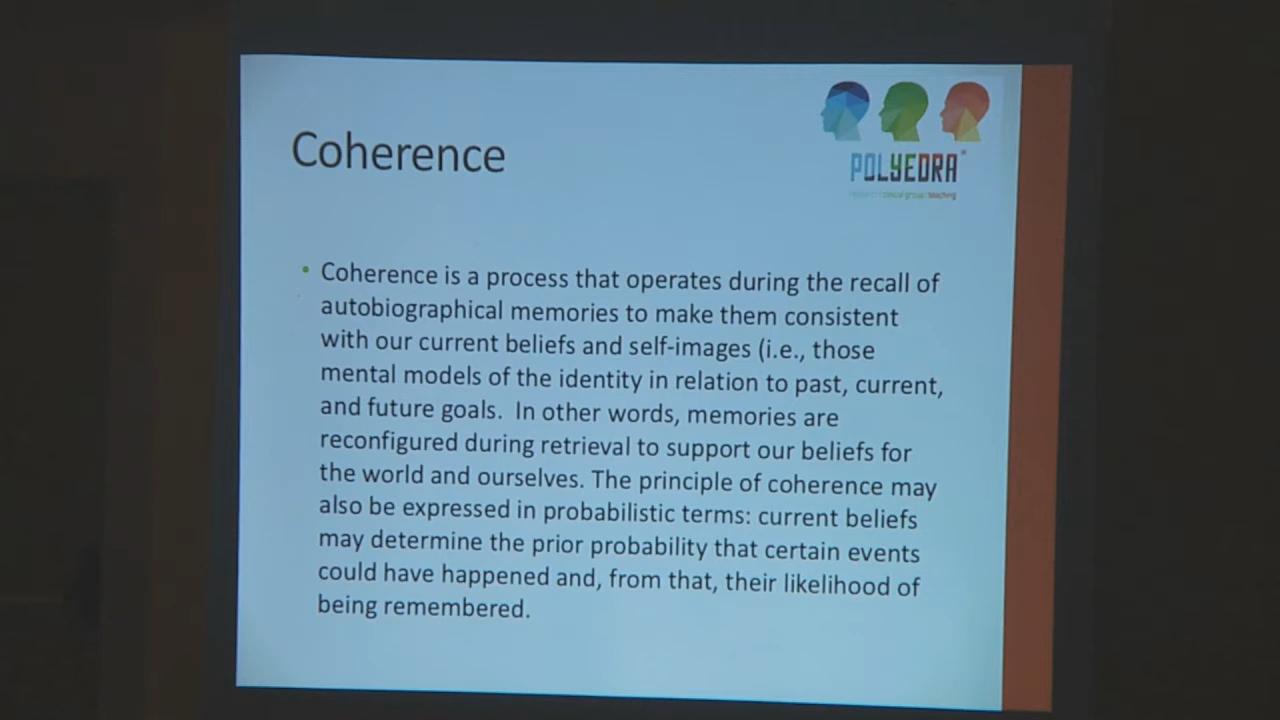 Coherence
POLYEDRA
• Coherence is a process that operates during the recall of
autobiographical memories to make them consistent
with our current beliefs and self-images (i.e., those
mental models of the identity in relation to past, current,
and future goals.  In other words, memories are
reconfigured during retrieval to support our beliefs for
the world and ourselves. The principle of coherence may
also be expressed in probabilistic terms: current beliefs
may determine the prior probability that certain events
could have happened and, from that, their likelihood of
being remembered.